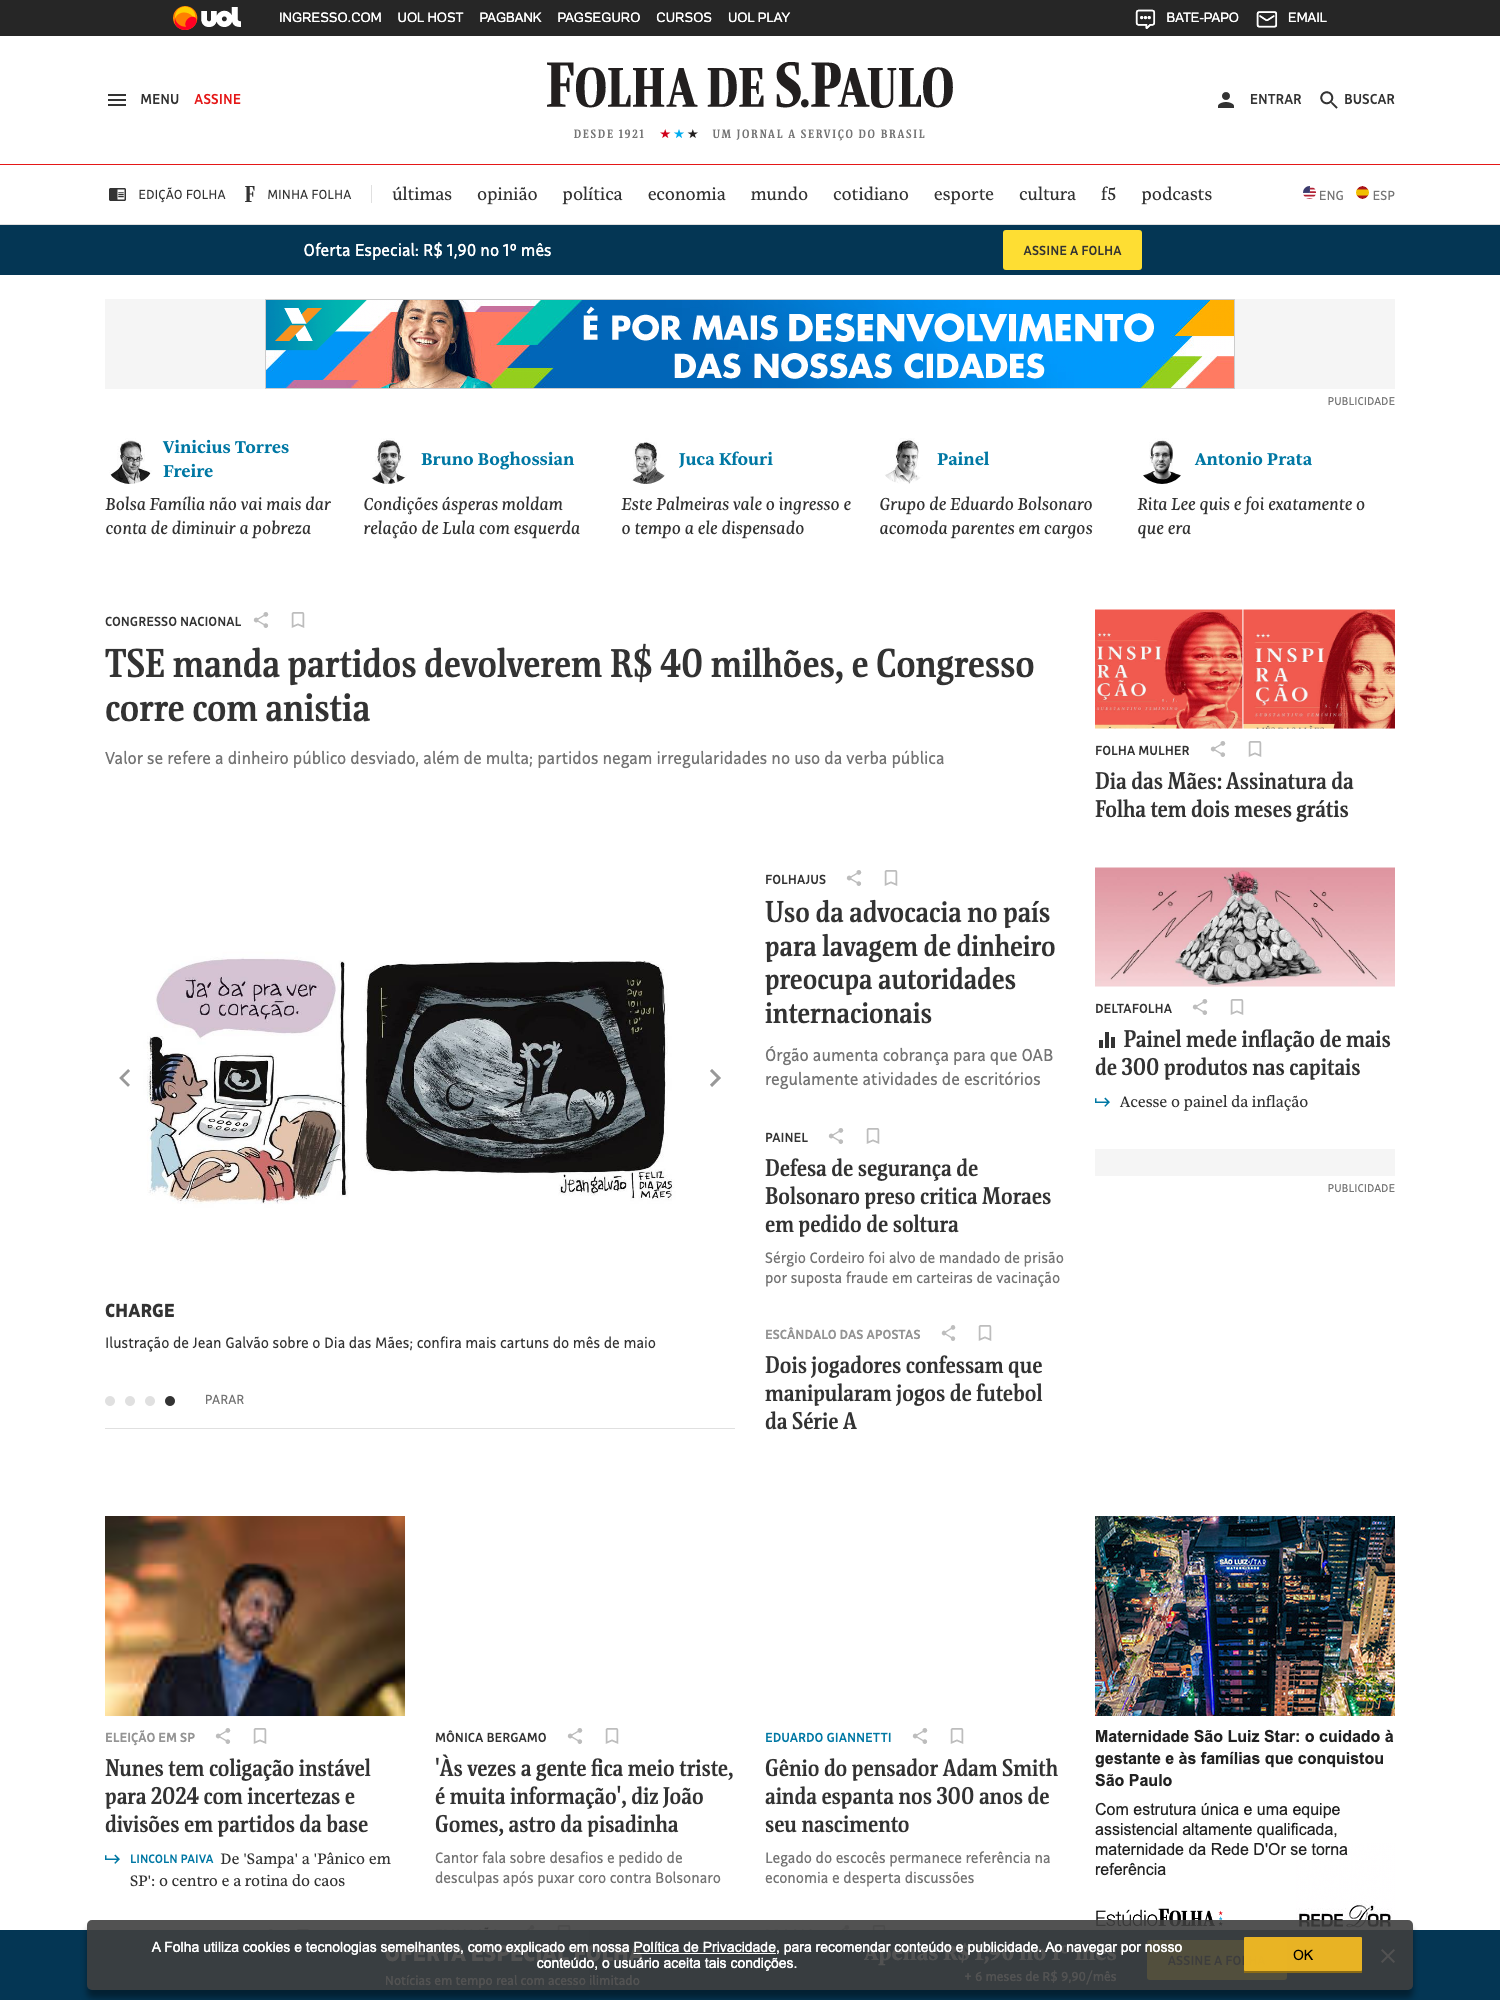 uol INGRESSO.COM UOL HOST PAGBANK PAGSEGURO CURSOS UOL PLAY BATE-PAPO EMAIL
MENU ASSINE
FOLHA DE S.PAULO
DESDE 1921 ★★★ UM JORNAL A SERVIÇO DO BRASIL
ENTRAR BUSCAR
EDIÇÃO FOLHA F MINHA FOLHA últimas opinião política economia mundo cotidiano esporte cultura f5 podcasts ENG ESP
Oferta Especial: R$ 1,90 no 1º mês
ASSINE A FOLHA
É POR MAIS DESENVOLVIMENTO
DAS NOSSAS CIDADES
PUBLICIDADE
Vinicius Torres
Freire
Bolsa Família não vai mais dar
conta de diminuir a pobreza
Bruno Boghossian
Condições ásperas moldam
relação de Lula com esquerda
Juca Kfouri
Este Palmeiras vale o ingresso e
o tempo a ele dispensado
Painel
Grupo de Eduardo Bolsonaro
acomoda parentes em cargos
Antonio Prata
Rita Lee quis e foi exatamente o
que era
CONGRESSO NACIONAL
TSE manda partidos devolverem R$ 40 milhões, e Congresso
corre com anistia
Valor se refere a dinheiro público desviado, além de multa; partidos negam irregularidades no uso da verba pública
INSPI
RA
ÇÃO
SUBSTANTIVO FEMININO
INSPI
RA
ÇÃO
SUBSTANTIVO FEMININO
FOLHA MULHER
Dia das Mães: Assinatura da
Folha tem dois meses grátis
Já dá pra ver
o coração.
jean galvão
FELIZ
DIA DAS
MÃES
CHARGE
Ilustração de Jean Galvão sobre o Dia das Mães; confira mais cartuns do mês de maio
PARAR
FOLHAJUS
Uso da advocacia no país
para lavagem de dinheiro
preocupa autoridades
internacionais
Órgão aumenta cobrança para que OAB
regulamente atividades de escritórios
PAINEL
Defesa de segurança de
Bolsonaro preso critica Moraes
em pedido de soltura
Sérgio Cordeiro foi alvo de mandado de prisão
por suposta fraude em carteiras de vacinação
ESCÂNDALO DAS APOSTAS
Dois jogadores confessam que
manipularam jogos de futebol
da Série A
DELTAFOLHA
Painel mede inflação de mais
de 300 produtos nas capitais
Acesse o painel da inflação
PUBLICIDADE
ELEIÇÃO EM SP
Nunes tem coligação instável
para 2024 com incertezas e
divisões em partidos da base
LINCOLN PAIVA De 'Sampa' a 'Pânico em
SP': o centro e a rotina do caos
MÔNICA BERGAMO
'Às vezes a gente fica meio triste,
é muita informação', diz João
Gomes, astro da pisadinha
Cantor fala sobre desafios e pedido de
desculpas após puxar coro contra Bolsonaro
EDUARDO GIANNETTI
Gênio do pensador Adam Smith
ainda espanta nos 300 anos de
seu nascimento
Legado do escocês permanece referência na
economia e desperta discussões
SÃO LUIZ STAR
MATERNIDADE
Maternidade São Luiz Star: o cuidado à
gestante e às famílias que conquistou
São Paulo
Com estrutura única e uma equipe
assistencial altamente qualificada,
maternidade da Rede D'Or se torna
referência
EstúdioFOLHA REDE D'OR
A Folha utiliza cookies e tecnologias semelhantes, como explicado em nossa Política de Privacidade, para recomendar conteúdo e publicidade. Ao navegar por nosso
conteúdo, o usuário aceita tais condições.
OK
Apenas R$ 1,90 no 1º mês
Notícias em tempo real com acesso ilimitado
+ 6 meses de R$ 9,90/mês
ASSINE A FO